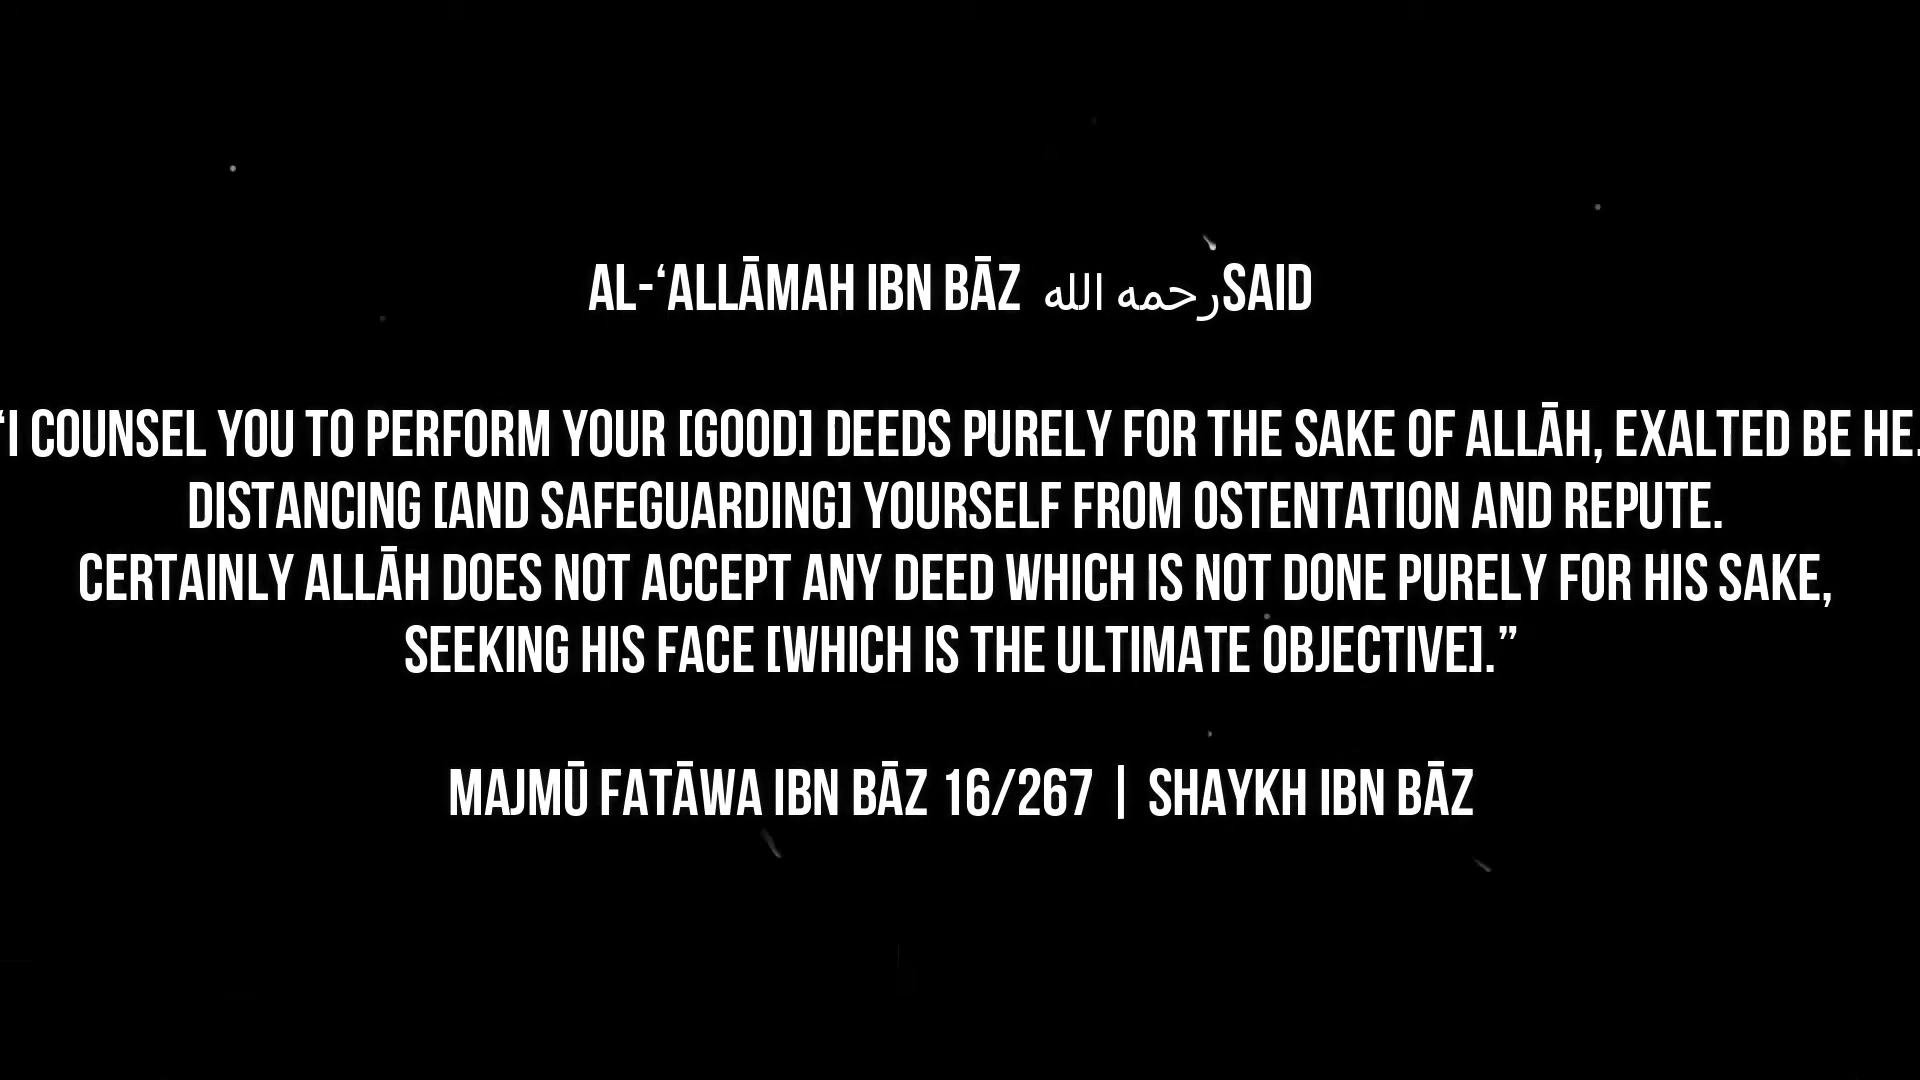 AL-‘ALLĀMAH IBN BĀZ رحمه الله SAID
“I COUNSEL YOU TO PERFORM YOUR [GOOD] DEEDS PURELY FOR THE SAKE OF ALLĀH, EXALTED BE HE.
DISTANCING [AND SAFEGUARDING] YOURSELF FROM OSTENTATION AND REPUTE.
CERTAINLY ALLĀH DOES NOT ACCEPT ANY DEED WHICH IS NOT DONE PURELY FOR HIS SAKE,
SEEKING HIS FACE [WHICH IS THE ULTIMATE OBJECTIVE].”
MAJMŪ FATĀWA IBN BĀZ 16/267 | SHAYKH IBN BĀZ